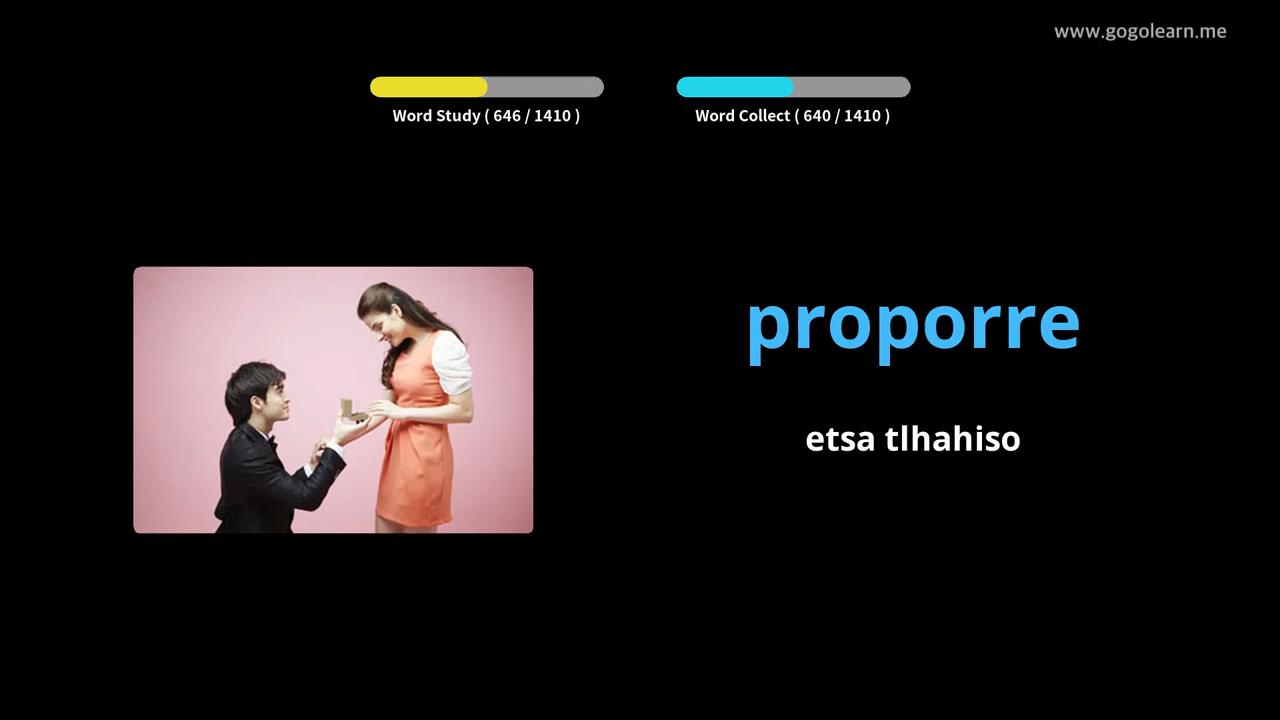 www.gogolearn.me
Word Study ( 646 / 1410 )
Word Collect ( 640 / 1410 )
proporre
etsa tlhahiso